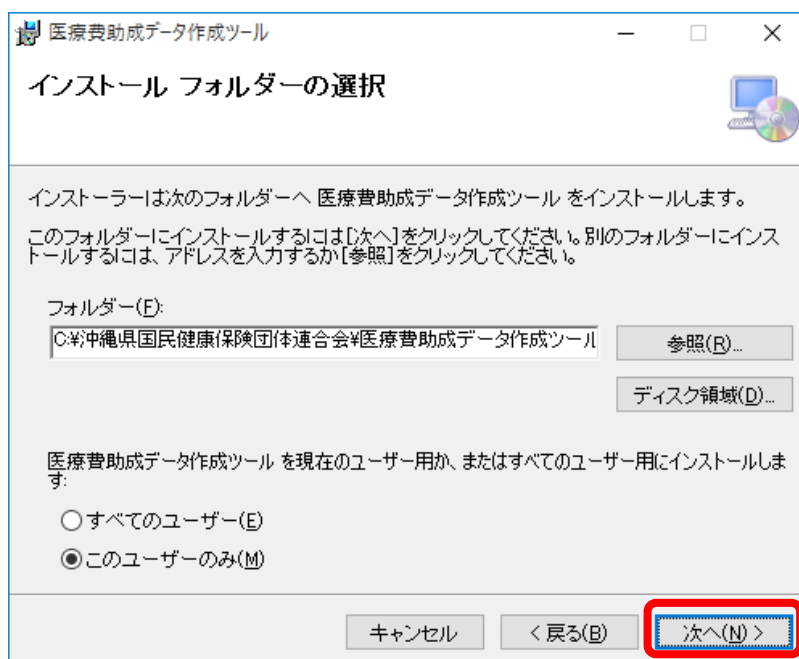 医療費助成データ作成ツール
インストール フォルダーの選択
インストーラーは次のフォルダーへ 医療費助成データ作成ツール をインストールします。
このフォルダーにインストールするには[次へ]をクリックしてください。別のフォルダーにインス
トールするには、アドレスを入力するか[参照]をクリックしてください。
フォルダー(F):
C:¥沖縄県国民健康保険団体連合会¥医療費助成データ作成ツール
参照(R)...
ディスク領域(D)...
医療費助成データ作成ツール を現在のユーザー用か、またはすべてのユーザー用にインストールしま
す:
すべてのユーザー(E)
このユーザーのみ(M)
キャンセル
< 戻る(B)
次へ(N) >